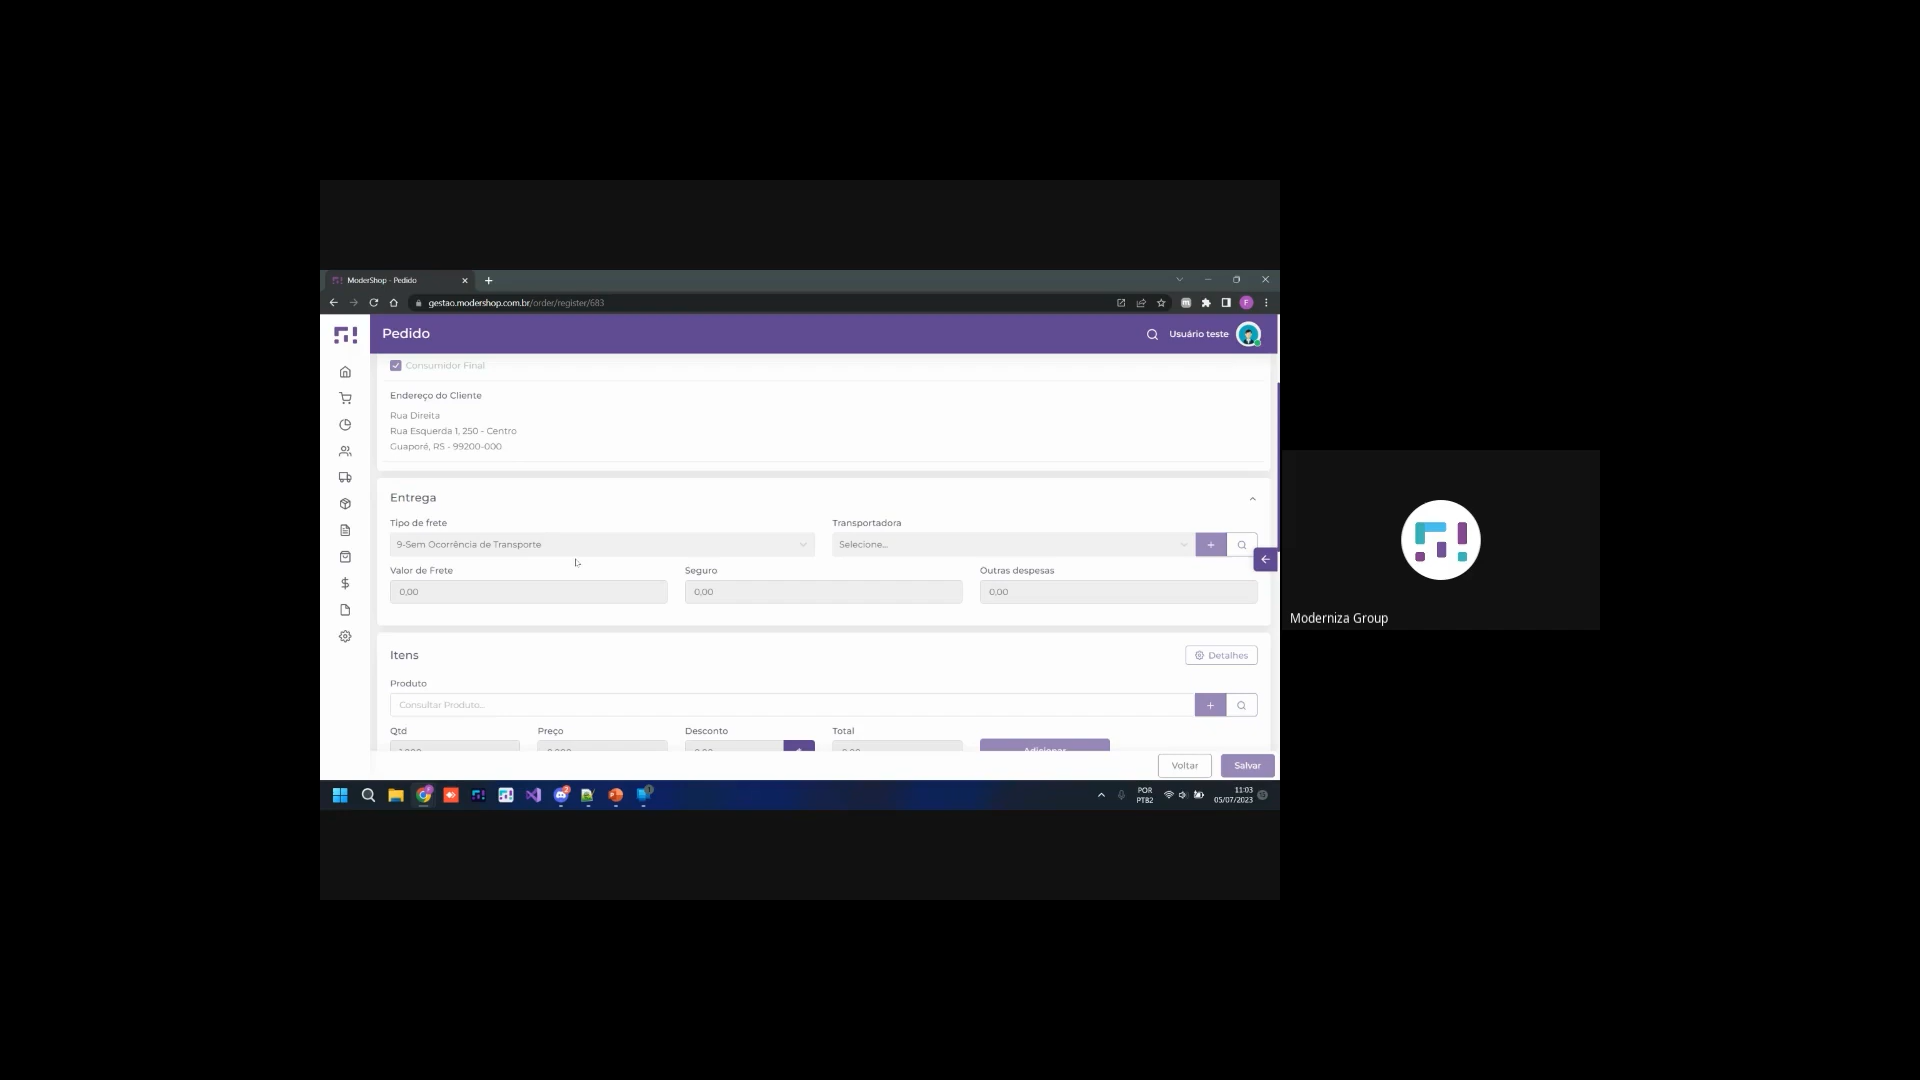 ModerShop - Pedido
gestao.modershop.com.br/order/register/683
Pedido
Usuário teste
Consumidor Final
Endereço do Cliente
Rua Direita
Rua Esquerda 1, 250 - Centro
Guaporé, RS - 99200-000
Entrega
Tipo de frete
Transportadora
9-Sem Ocorrência de Transporte
Selecione...
Valor de Frete
Seguro
Outras despesas
0,00
0,00
0,00
Itens
Detalhes
Produto
Consultar Produto...
Qtd
Preço
Desconto
Total
Adicionar
Voltar
Salvar
POR
PTB2
11:03
05/07/2023
Moderniza Group